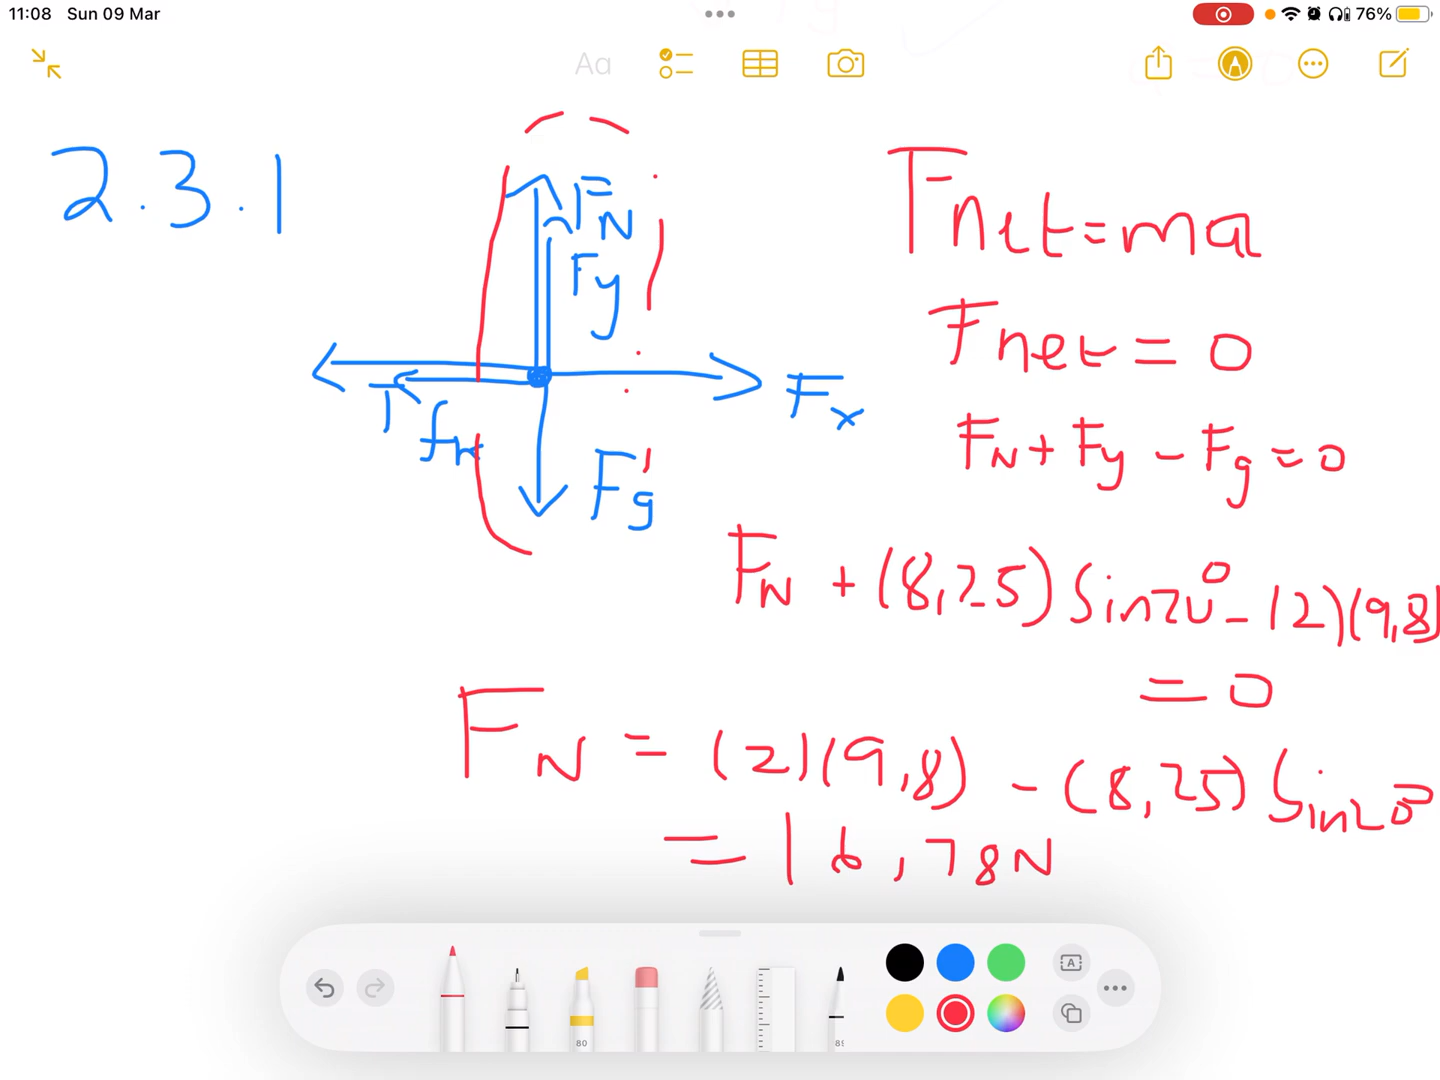 11:08 Sun 09 Mar
76%
Aa
2.3.1
FN
Fy
Fx
T
Fg
Fnet=ma
Fnet = 0
FN + Fy - Fg = 0
FN + (8,25) Sin20° - (2)(9,8)
= 0
FN = (2)(9,8) - (8,25) Sin20°
= 16,78N
80
A